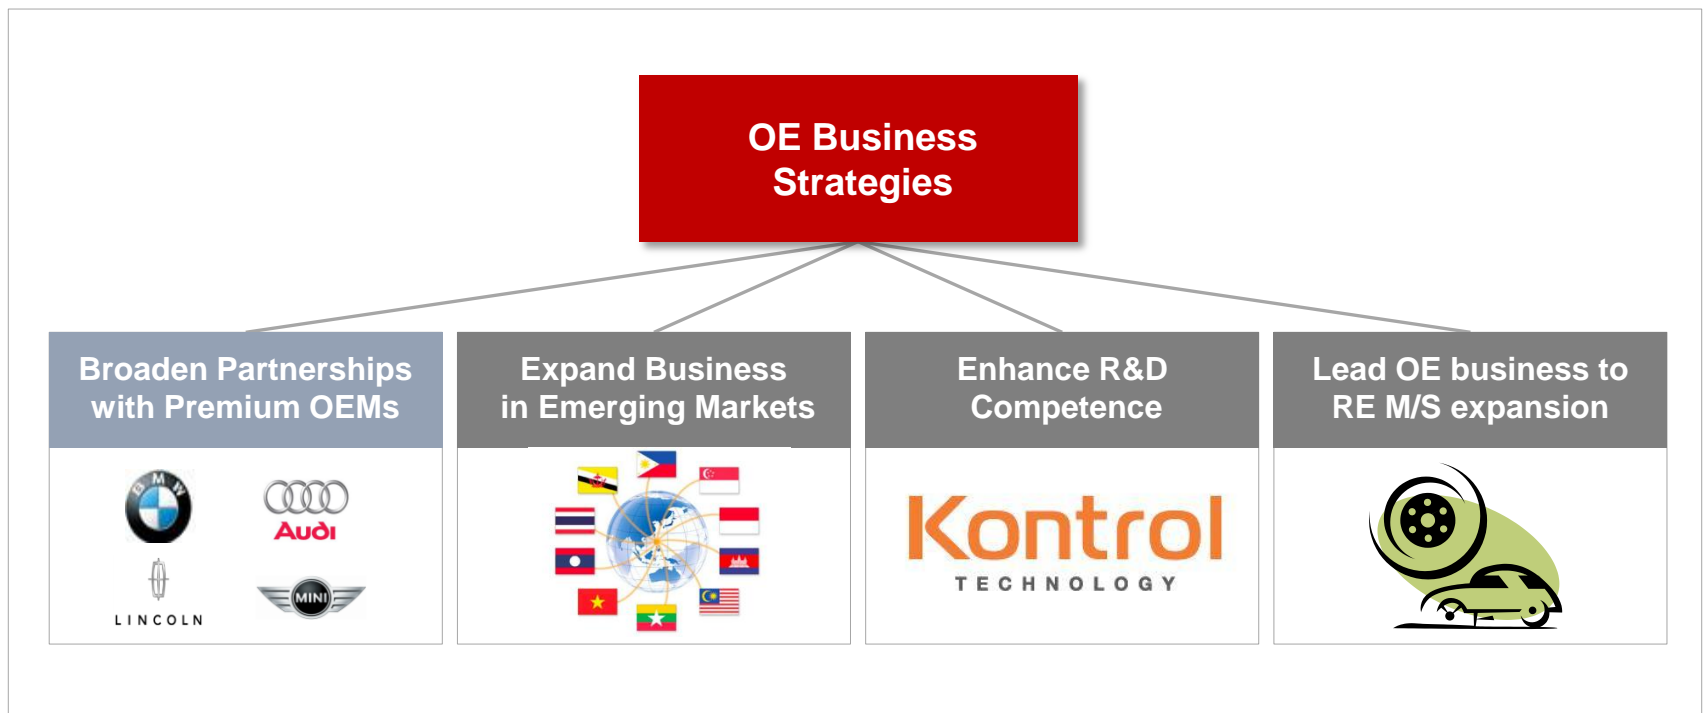 OE Business
Strategies
Broaden Partnerships
with Premium OEMs
Expand Business
in Emerging Markets
Enhance R&D
Competence
Lead OE business to
RE M/S expansion
BMW
Audi
LINCOLN
MINI
Kontrol
TECHNOLOGY